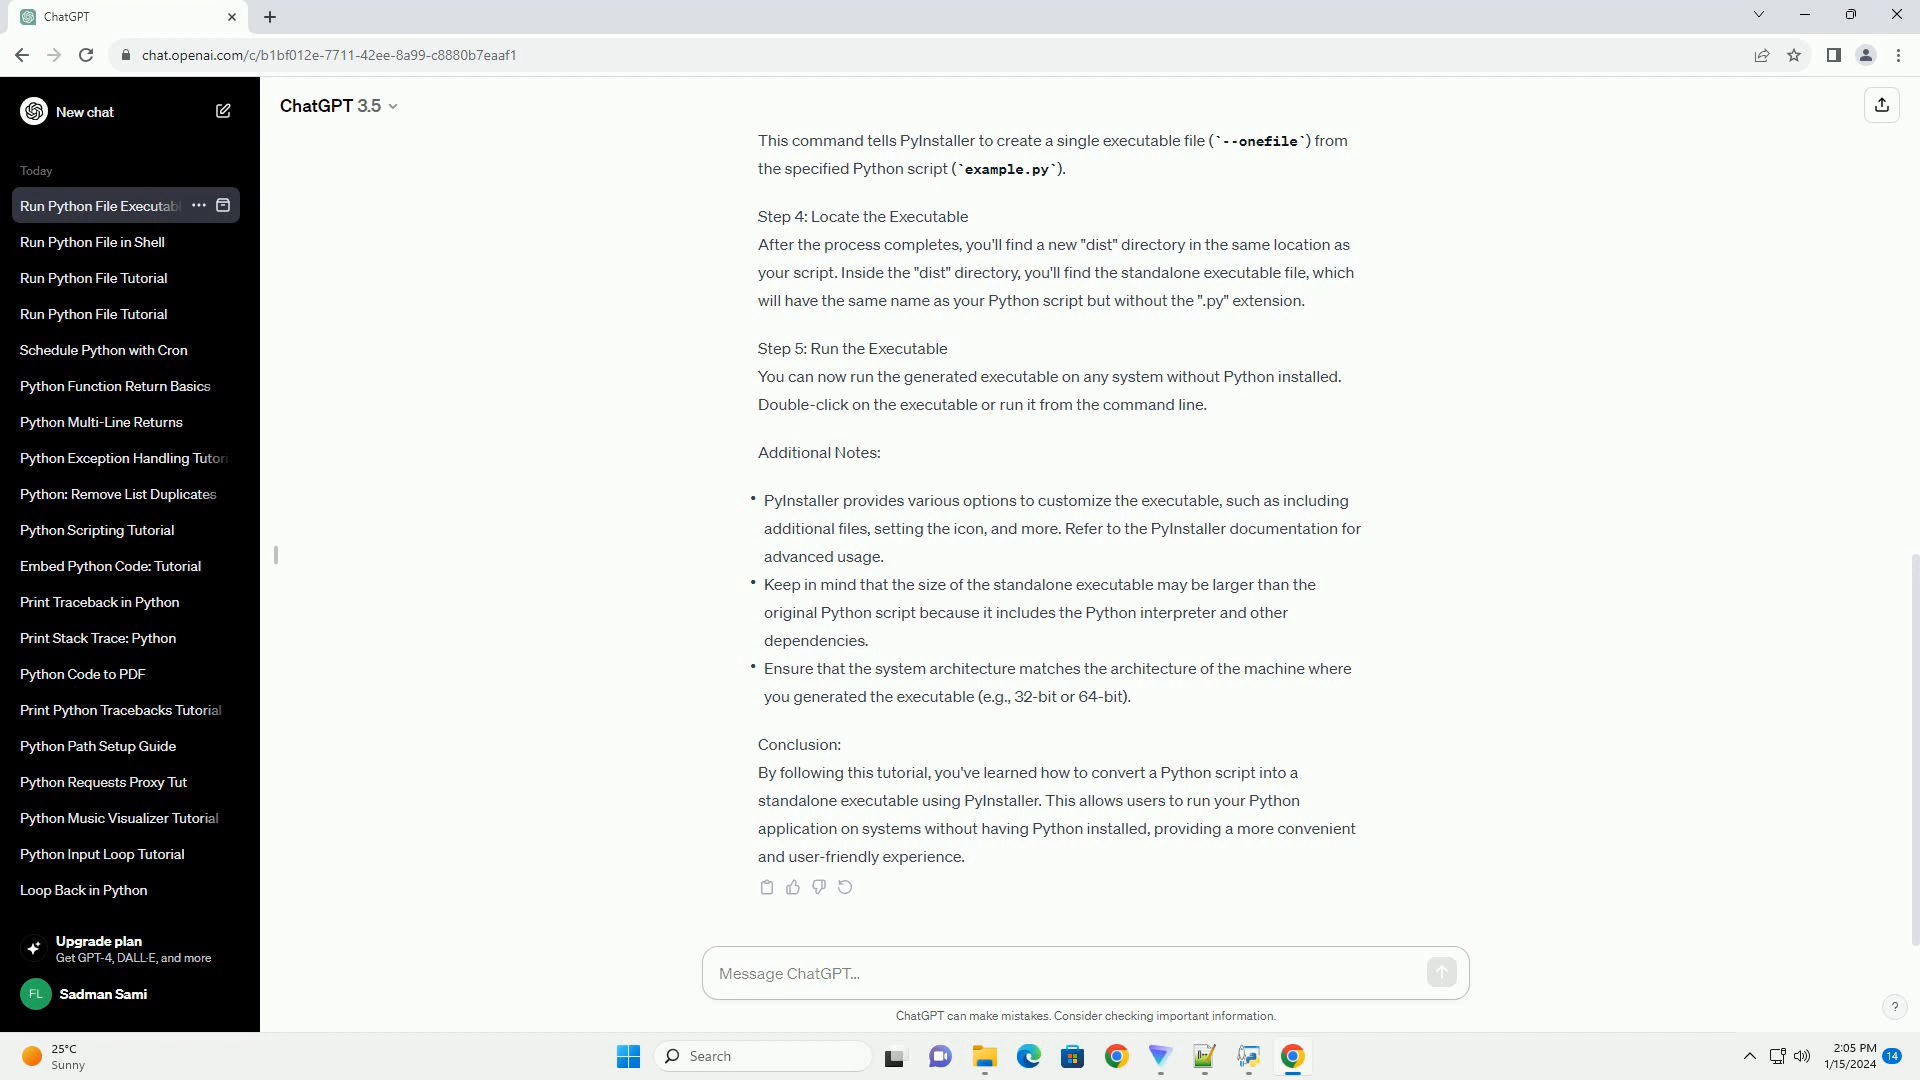 ChatGPT
chat.openai.com/c/b1bf012e-7711-42ee-8a99-c8880b7eaaf1
New chat
Today
Run Python File Executab
Run Python File in Shell
Run Python File Tutorial
Run Python File Tutorial
Schedule Python with Cron
Python Function Return Basics
Python Multi-Line Returns
Python Exception Handling Tutori
Python: Remove List Duplicates
Python Scripting Tutorial
Embed Python Code: Tutorial
Print Traceback in Python
Print Stack Trace: Python
Python Code to PDF
Print Python Tracebacks Tutorial
Python Path Setup Guide
Python Requests Proxy Tut
Python Music Visualizer Tutorial
Python Input Loop Tutorial
Loop Back in Python
Upgrade plan
Get GPT-4, DALL·E, and more
FL
Sadman Sami
ChatGPT 3.5
This command tells PyInstaller to create a single executable file (`--onefile`) from
the specified Python script (`example.py`).
Step 4: Locate the Executable
After the process completes, you'll find a new "dist" directory in the same location as
your script. Inside the "dist" directory, you'll find the standalone executable file, which
will have the same name as your Python script but without the ".py" extension.
Step 5: Run the Executable
You can now run the generated executable on any system without Python installed.
Double-click on the executable or run it from the command line.
Additional Notes:
• PyInstaller provides various options to customize the executable, such as including
additional files, setting the icon, and more. Refer to the PyInstaller documentation for
advanced usage.
• Keep in mind that the size of the standalone executable may be larger than the
original Python script because it includes the Python interpreter and other
dependencies.
• Ensure that the system architecture matches the architecture of the machine where
you generated the executable (e.g., 32-bit or 64-bit).
Conclusion:
By following this tutorial, you've learned how to convert a Python script into a
standalone executable using PyInstaller. This allows users to run your Python
application on systems without having Python installed, providing a more convenient
and user-friendly experience.
Message ChatGPT...
ChatGPT can make mistakes. Consider checking important information.
?
25°C
Sunny
Search
2:05 PM
1/15/2024
14